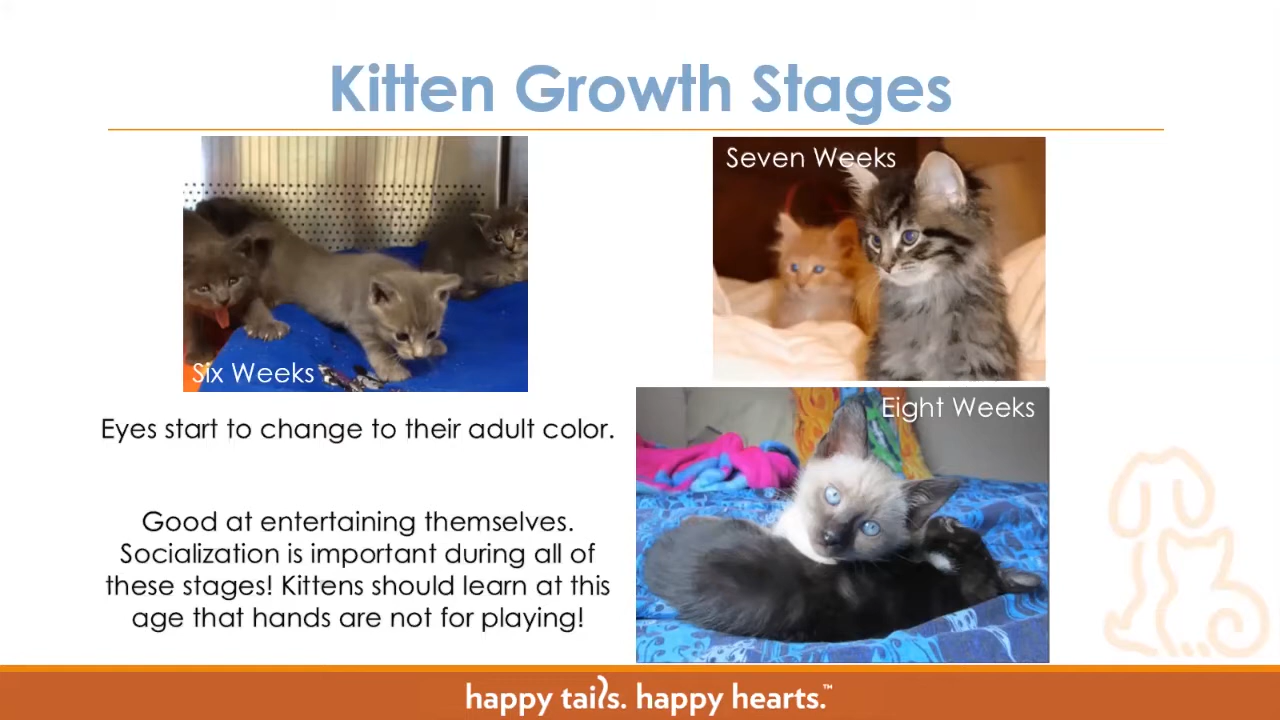 Kitten Growth Stages
Six Weeks
Seven Weeks
Eyes start to change to their adult color.
Eight Weeks
Good at entertaining themselves.
Socialization is important during all of
these stages! Kittens should learn at this
age that hands are not for playing!
happy tails. happy hearts.™